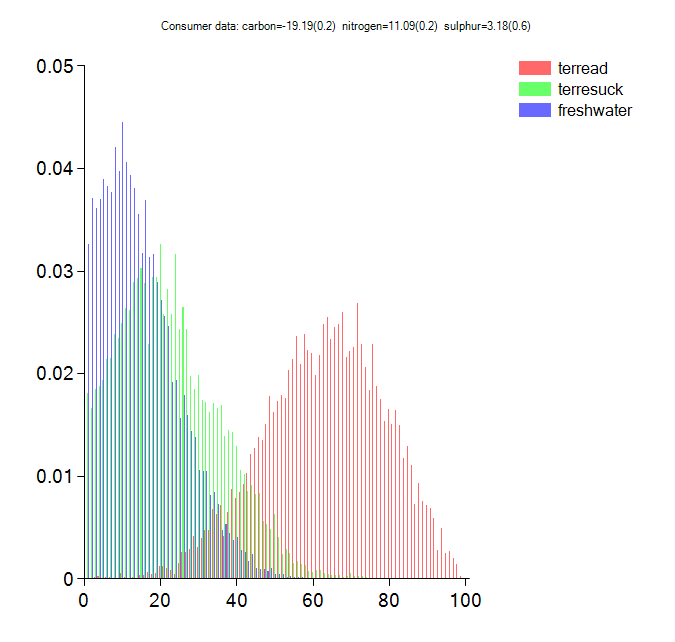 Consumer data: carbon=-19.19(0.2) nitrogen=11.09(0.2) sulphur=3.18(0.6)
terread
terresuck
freshwater
0.05
0.04
0.03
0.02
0.01
0
0 20 40 60 80 100